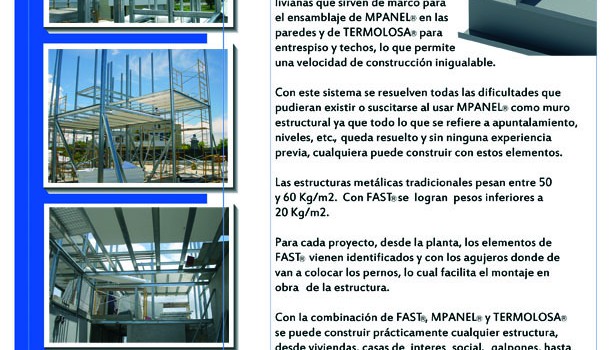 livianas que sirven de marco para
el ensamblaje de MPANEL® en las
paredes y de TERMOLOSA® para
entrespiso y techos, lo que permite
una velocidad de construcción inigualable.
Con este sistema se resuelven todas las dificultades que
pudieran existir o suscitarse al usar MPANEL® como muro
estructural ya que todo lo que se refiere a apuntalamiento,
niveles, etc., queda resuelto y sin ninguna experiencia
previa, cualquiera puede construir con estos elementos.
Las estructuras metálicas tradicionales pesan entre 50
y 60 Kg/m2. Con FAST® se logran pesos inferiores a
20 Kg/m2.
Para cada proyecto, desde la planta, los elementos de
FAST® vienen identificados y con los agujeros donde de
van a colocar los pernos, lo cual facilita el montaje en
obra de la estructura.
Con la combinación de FAST®, MPANEL® y TERMOLOSA®
se puede construir prácticamente cualquier estructura,
desde viviendas, casas de interes social, galpones, hasta